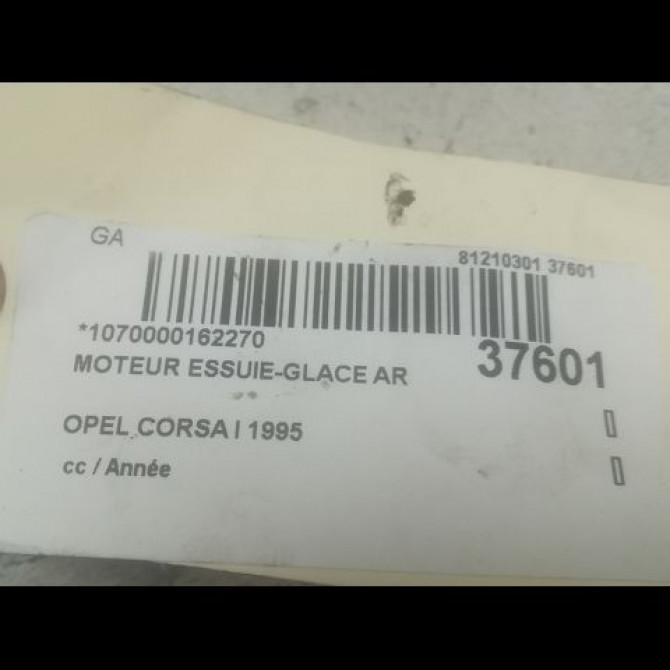 GA
81210301 37601
*1070000162270
37601
MOTEUR ESSUIE-GLACE AR
OPEL CORSA I 1995
cc / Année